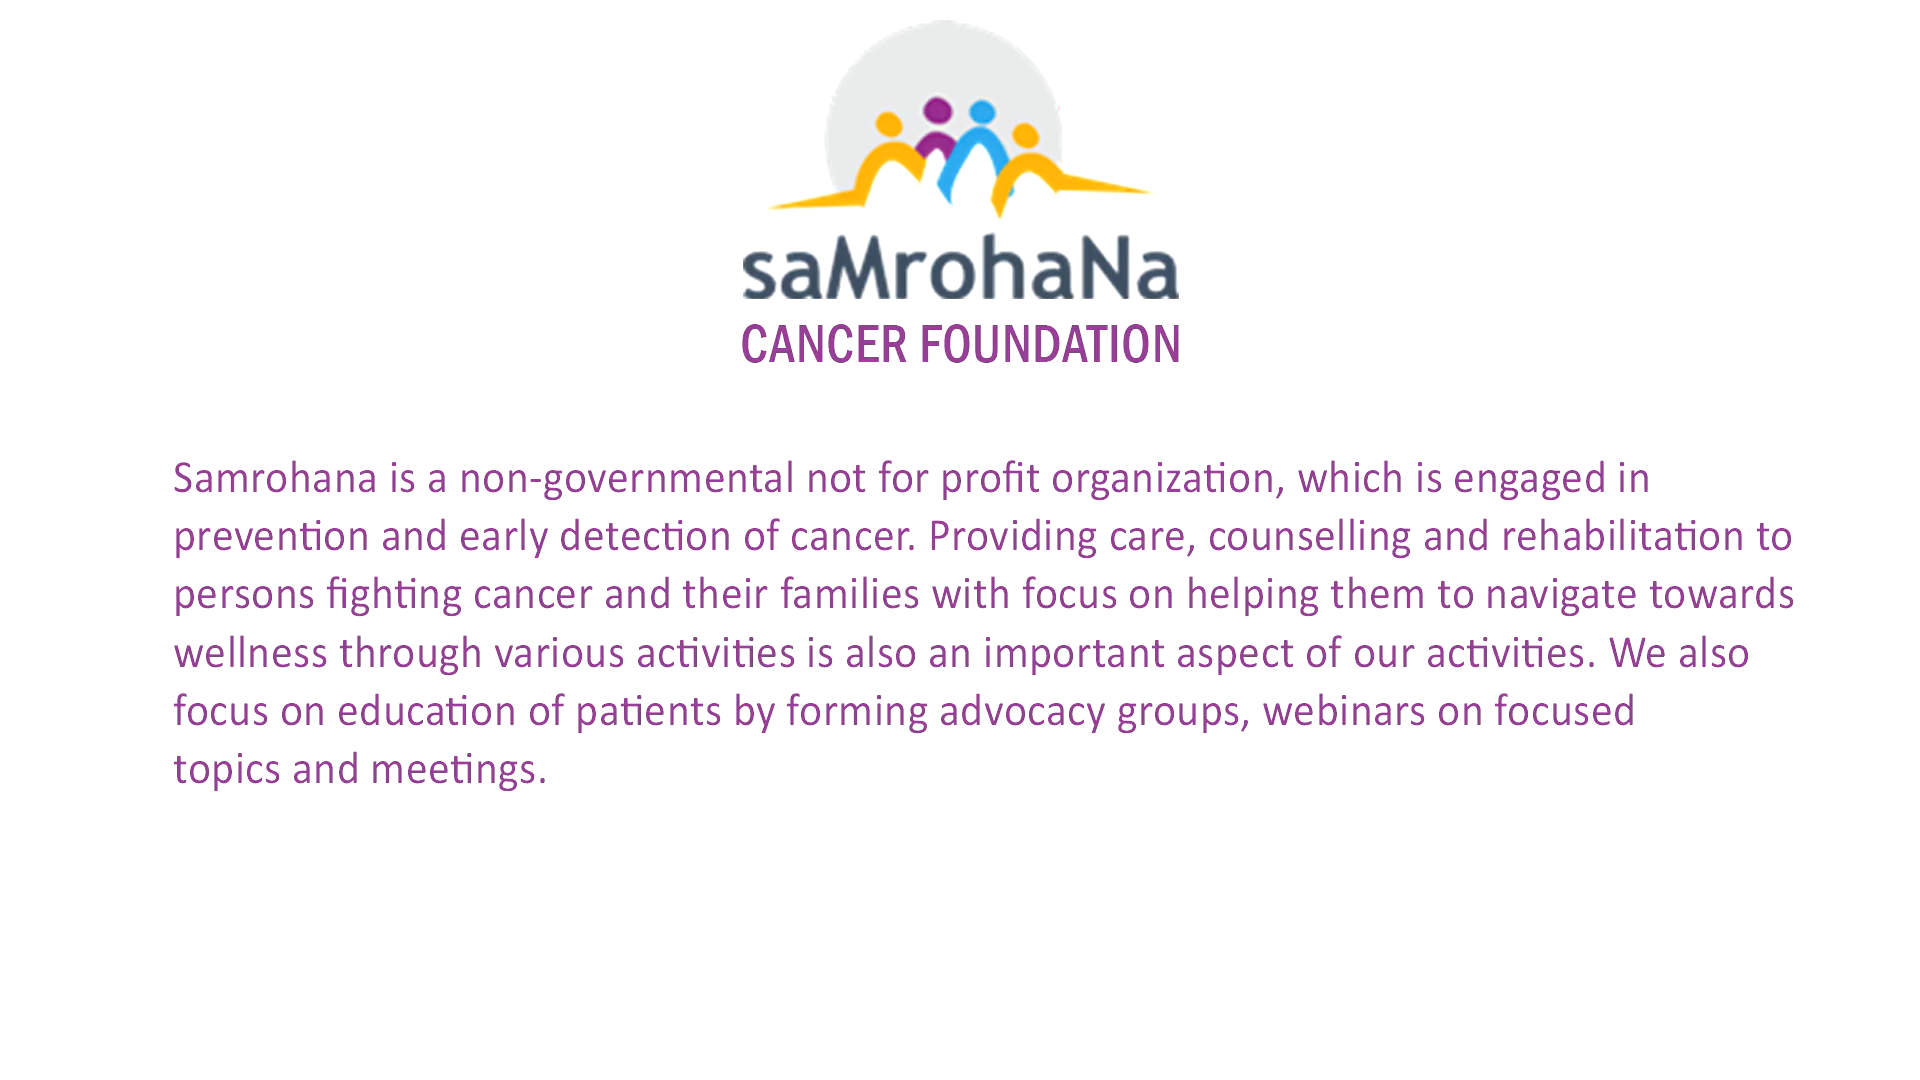 saMrohaNa
CANCER FOUNDATION
Samrohana is a non-governmental not for profit organization, which is engaged in
prevention and early detection of cancer. Providing care, counselling and rehabilitation to
persons fighting cancer and their families with focus on helping them to navigate towards
wellness through various activities is also an important aspect of our activities. We also
focus on education of patients by forming advocacy groups, webinars on focused
topics and meetings.